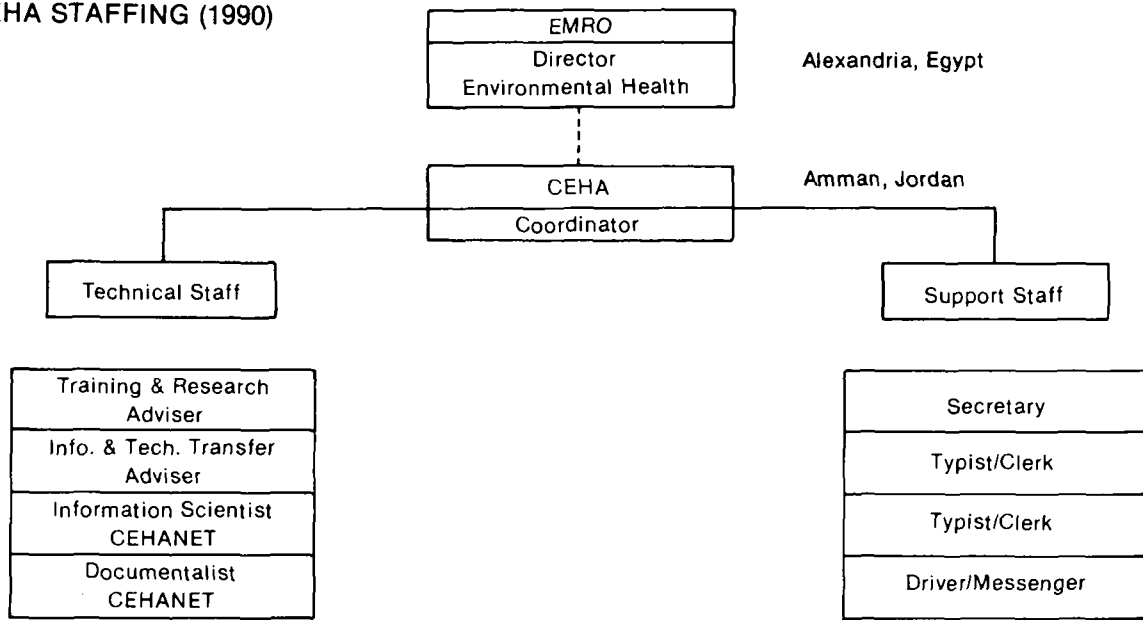 HA STAFFING (1990)
EMRO
Director
Environmental Health
Alexandria, Egypt
CEHA
Coordinator
Amman, Jordan
Technical Staff
Support Staff
Training & Research
Adviser
Info. & Tech. Transfer
Adviser
Information Scientist
CEHANET
Documentalist
CEHANET
Secretary
Typist/Clerk
Typist/Clerk
Driver/Messenger